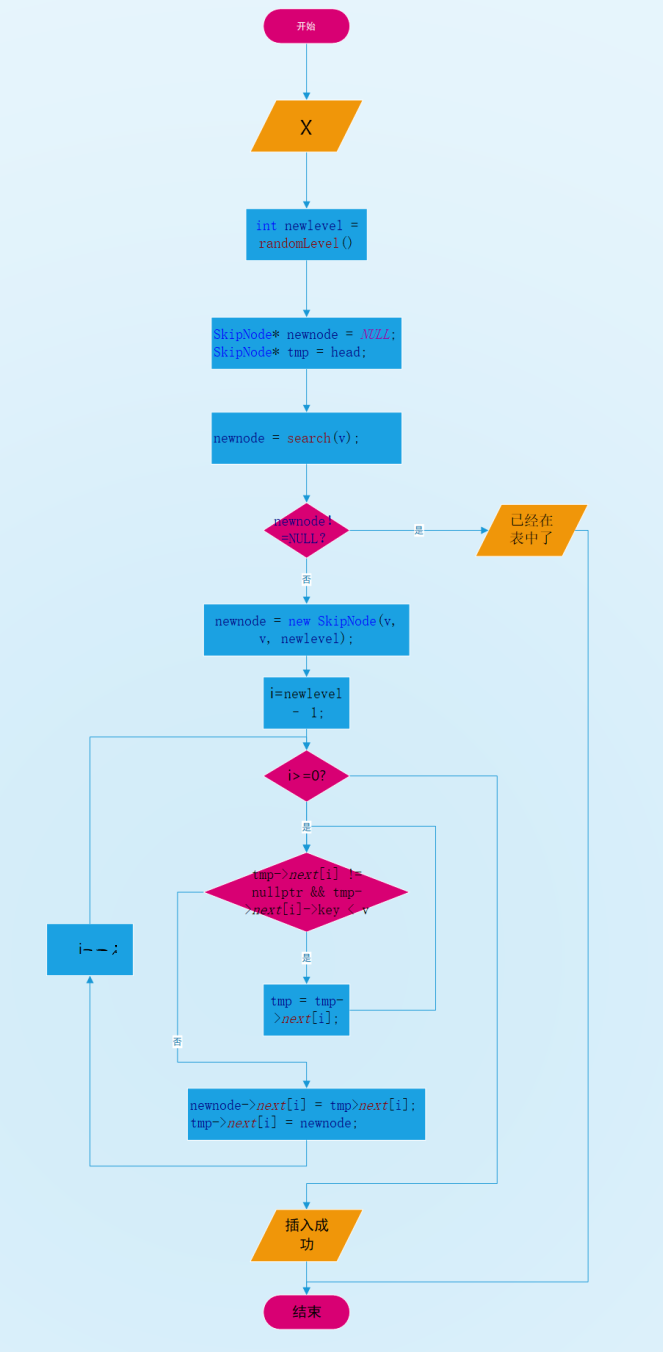 开始
X
int newlevel =
randomLevel()
SkipNode* newnode = NULL;
SkipNode* tmp = head;
newnode = search(v);
newnode!
=NULL?
是
已经在
表中了
否
newnode = new SkipNode(v,
v, newlevel);
i=newlevel
- 1;
i>=0?
是
tmp->next[i] !=
nullptr && tmp-
>next[i]->key < v
i--;
是
tmp = tmp-
>next[i];
否
newnode->next[i] = tmp>next[i];
tmp->next[i] = newnode;
插入成
功
结束